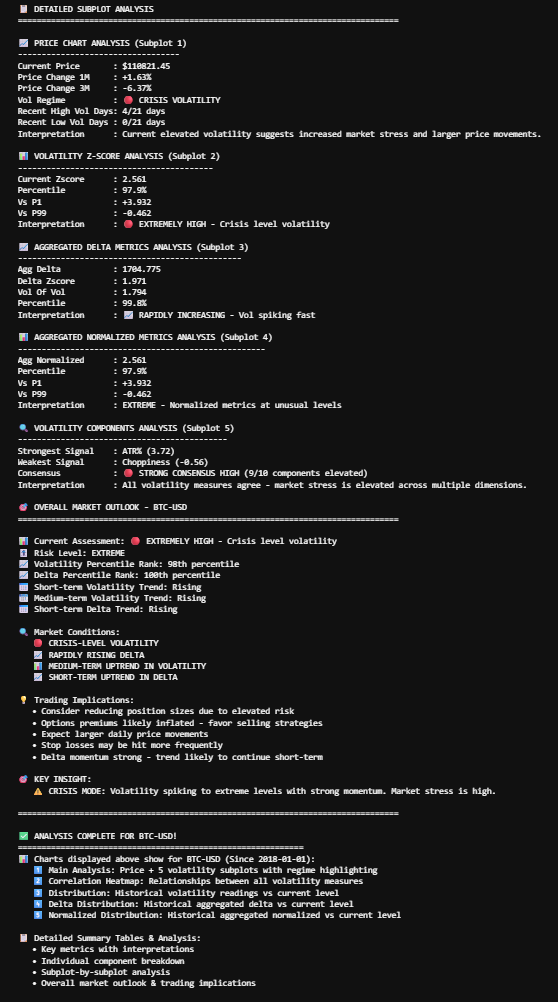 📋 DETAILED SUBPLOT ANALYSIS
================================================================================
📈 PRICE CHART ANALYSIS (Subplot 1)
----------------------------------
Current Price : $110821.45
Price Change 1M : +1.63%
Price Change 3M : -6.37%
Vol Regime : 🔴 CRISIS VOLATILITY
Recent High Vol Days: 4/21 days
Recent Low Vol Days : 0/21 days
Interpretation : Current elevated volatility suggests increased market stress and larger price movements.
📊 VOLATILITY Z-SCORE ANALYSIS (Subplot 2)
-----------------------------------------
Current Zscore : 2.561
Percentile : 97.9%
Vs P1 : +3.932
Vs P99 : -0.462
Interpretation : 🔴 EXTREMELY HIGH - Crisis level volatility
📈 AGGREGATED DELTA METRICS ANALYSIS (Subplot 3)
-----------------------------------------------
Agg Delta : 1704.775
Delta Zscore : 1.971
Vol Of Vol : 1.794
Percentile : 99.8%
Interpretation : 📈 RAPIDLY INCREASING - Vol spiking fast
📊 AGGREGATED NORMALIZED METRICS ANALYSIS (Subplot 4)
----------------------------------------------------
Agg Normalized : 2.561
Percentile : 97.9%
Vs P1 : +3.932
Vs P99 : -0.462
Interpretation : EXTREME - Normalized metrics at unusual levels
🔍 VOLATILITY COMPONENTS ANALYSIS (Subplot 5)
--------------------------------------------
Strongest Signal : ATR% (3.72)
Weakest Signal : Choppiness (-0.56)
Consensus : 🔴 STRONG CONSENSUS HIGH (9/10 components elevated)
Interpretation : All volatility measures agree - market stress is elevated across multiple dimensions.
🎯 OVERALL MARKET OUTLOOK - BTC-USD
================================================================================
📊 Current Assessment: 🔴 EXTREMELY HIGH - Crisis level volatility
Risk Level: EXTREME
📈 Volatility Percentile Rank: 98th percentile
📈 Delta Percentile Rank: 100th percentile
📅 Short-term Volatility Trend: Rising
📅 Medium-term Volatility Trend: Rising
📅 Short-term Delta Trend: Rising
🔍 Market Conditions:
🔴 CRISIS-LEVEL VOLATILITY
📈 RAPIDLY RISING DELTA
📊 MEDIUM-TERM UPTREND IN VOLATILITY
📈 SHORT-TERM UPTREND IN DELTA
💡 Trading Implications:
• Consider reducing position sizes due to elevated risk
• Options premiums likely inflated - favor selling strategies
• Expect larger daily price movements
• Stop losses may be hit more frequently
• Delta momentum strong - trend likely to continue short-term
🎯 KEY INSIGHT:
⚠️ CRISIS MODE: Volatility spiking to extreme levels with strong momentum. Market stress is high.
================================================================================
✅ ANALYSIS COMPLETE FOR BTC-USD!
============================================================
📊 Charts displayed above show for BTC-USD (Since 2018-01-01):
1️⃣ Main Analysis: Price + 5 volatility subplots with regime highlighting
2️⃣ Correlation Heatmap: Relationships between all volatility measures
3️⃣ Distribution: Historical volatility readings vs current level
4️⃣ Delta Distribution: Historical aggregated delta vs current level
5️⃣ Normalized Distribution: Historical aggregated normalized vs current level
📋 Detailed Summary Tables & Analysis:
• Key metrics with interpretations
• Individual component breakdown
• Subplot-by-subplot analysis
• Overall market outlook & trading implications